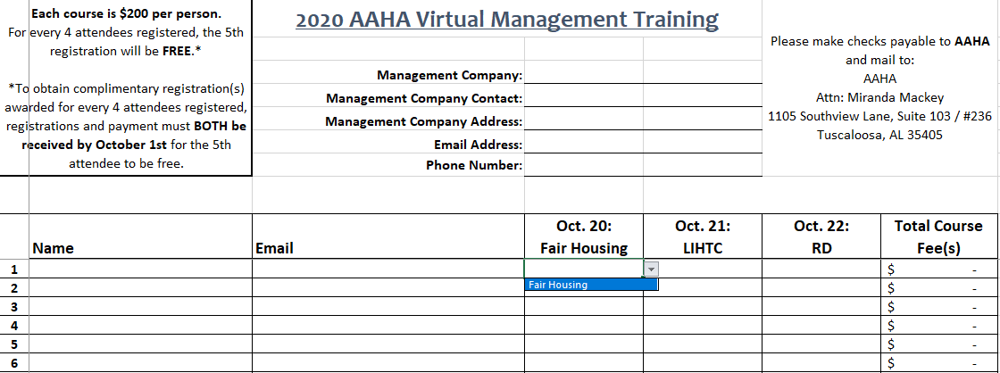 Each course is $200 per person.
For every 4 attendees registered, the 5th
registration will be FREE.*
*To obtain complimentary registration(s)
awarded for every 4 attendees registered,
registrations and payment must BOTH be
received by October 1st for the 5th
attendee to be free.
2020 AAHA Virtual Management Training
Management Company:
Management Company Contact:
Management Company Address:
Email Address:
Phone Number:
Please make checks payable to AAHA
and mail to:
AAHA
Attn: Miranda Mackey
1105 Southview Lane, Suite 103 / #236
Tuscaloosa, AL 35405
Name
Email
Oct. 20:
Fair Housing
Oct. 21:
LIHTC
Oct. 22:
RD
Total Course
Fee(s)
1 $ -
Fair Housing
2 $ -
3 $ -
4 $ -
5 $ -
6 $ -